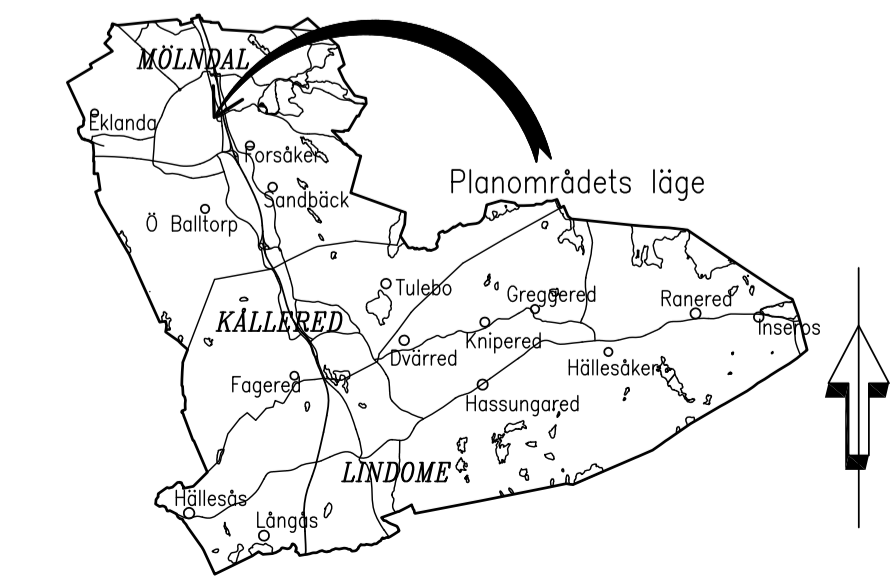 MÖLNDAL
Eklanda
Forsåker
Planområdets läge
Sandbäck
Ö Balltorp
Tulebo
Greggered
Ranered
KÅLLERED
Inseros
Knipered
Dvärred
Hällesåker
Fagered
Hassungared
LINDOME
Hällesås
Långås